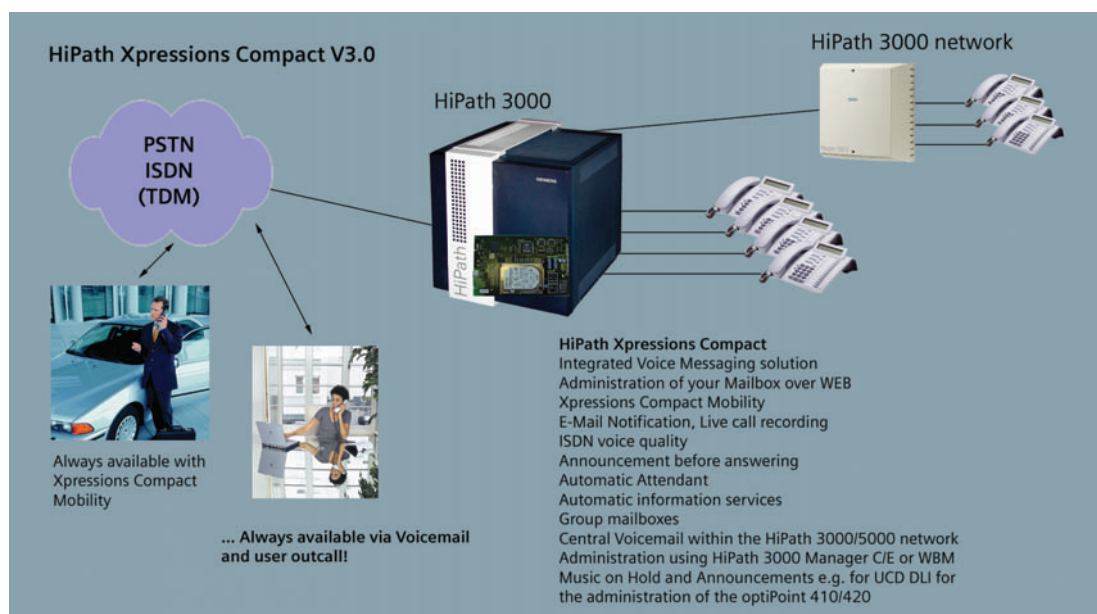 HiPath Xpressions Compact V3.0
HiPath 3000 network
HiPath 3000
PSTN
ISDN
(TDM)
SIEMENS
HiPath
Always available with
Xpressions Compact
Mobility
... Always available via Voicemail
and user outcall!
HiPath Xpressions Compact
Integrated Voice Messaging solution
Administration of your Mailbox over WEB
Xpressions Compact Mobility
E-Mail Notification, Live call recording
ISDN voice quality
Announcement before answering
Automatic Attendant
Automatic information services
Group mailboxes
Central Voicemail within the HiPath 3000/5000 network
Administration using HiPath 3000 Manager C/E or WBM
Music on Hold and Announcements e.g. for UCD DLI for
the administration of the optiPoint 410/420